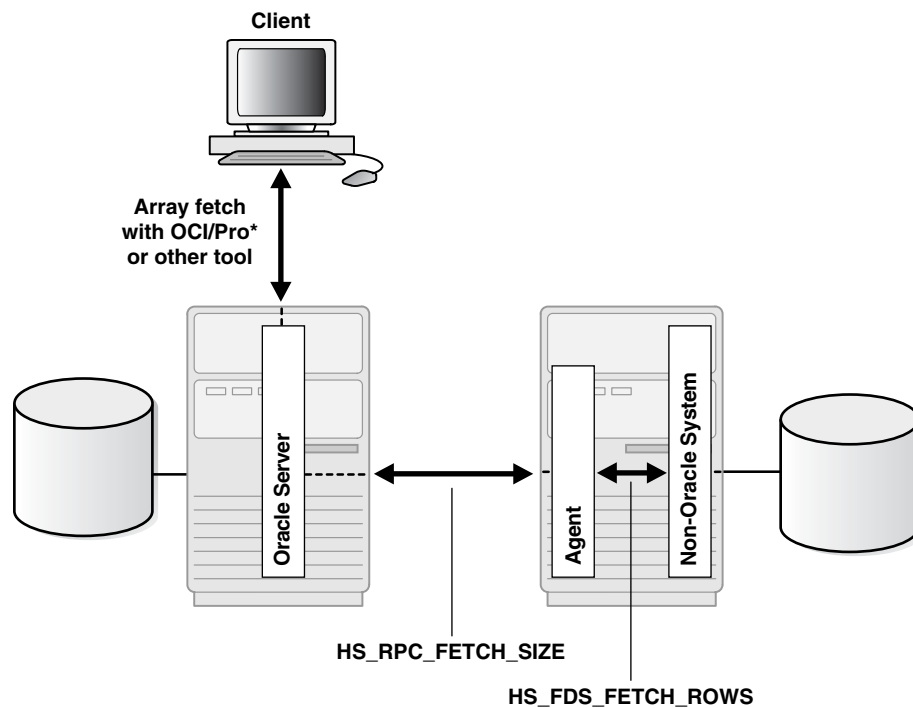 Client
Array fetch
with OCI/Pro*
or other tool
Oracle Server
Agent
Non-Oracle System
HS_RPC_FETCH_SIZE
HS_FDS_FETCH_ROWS